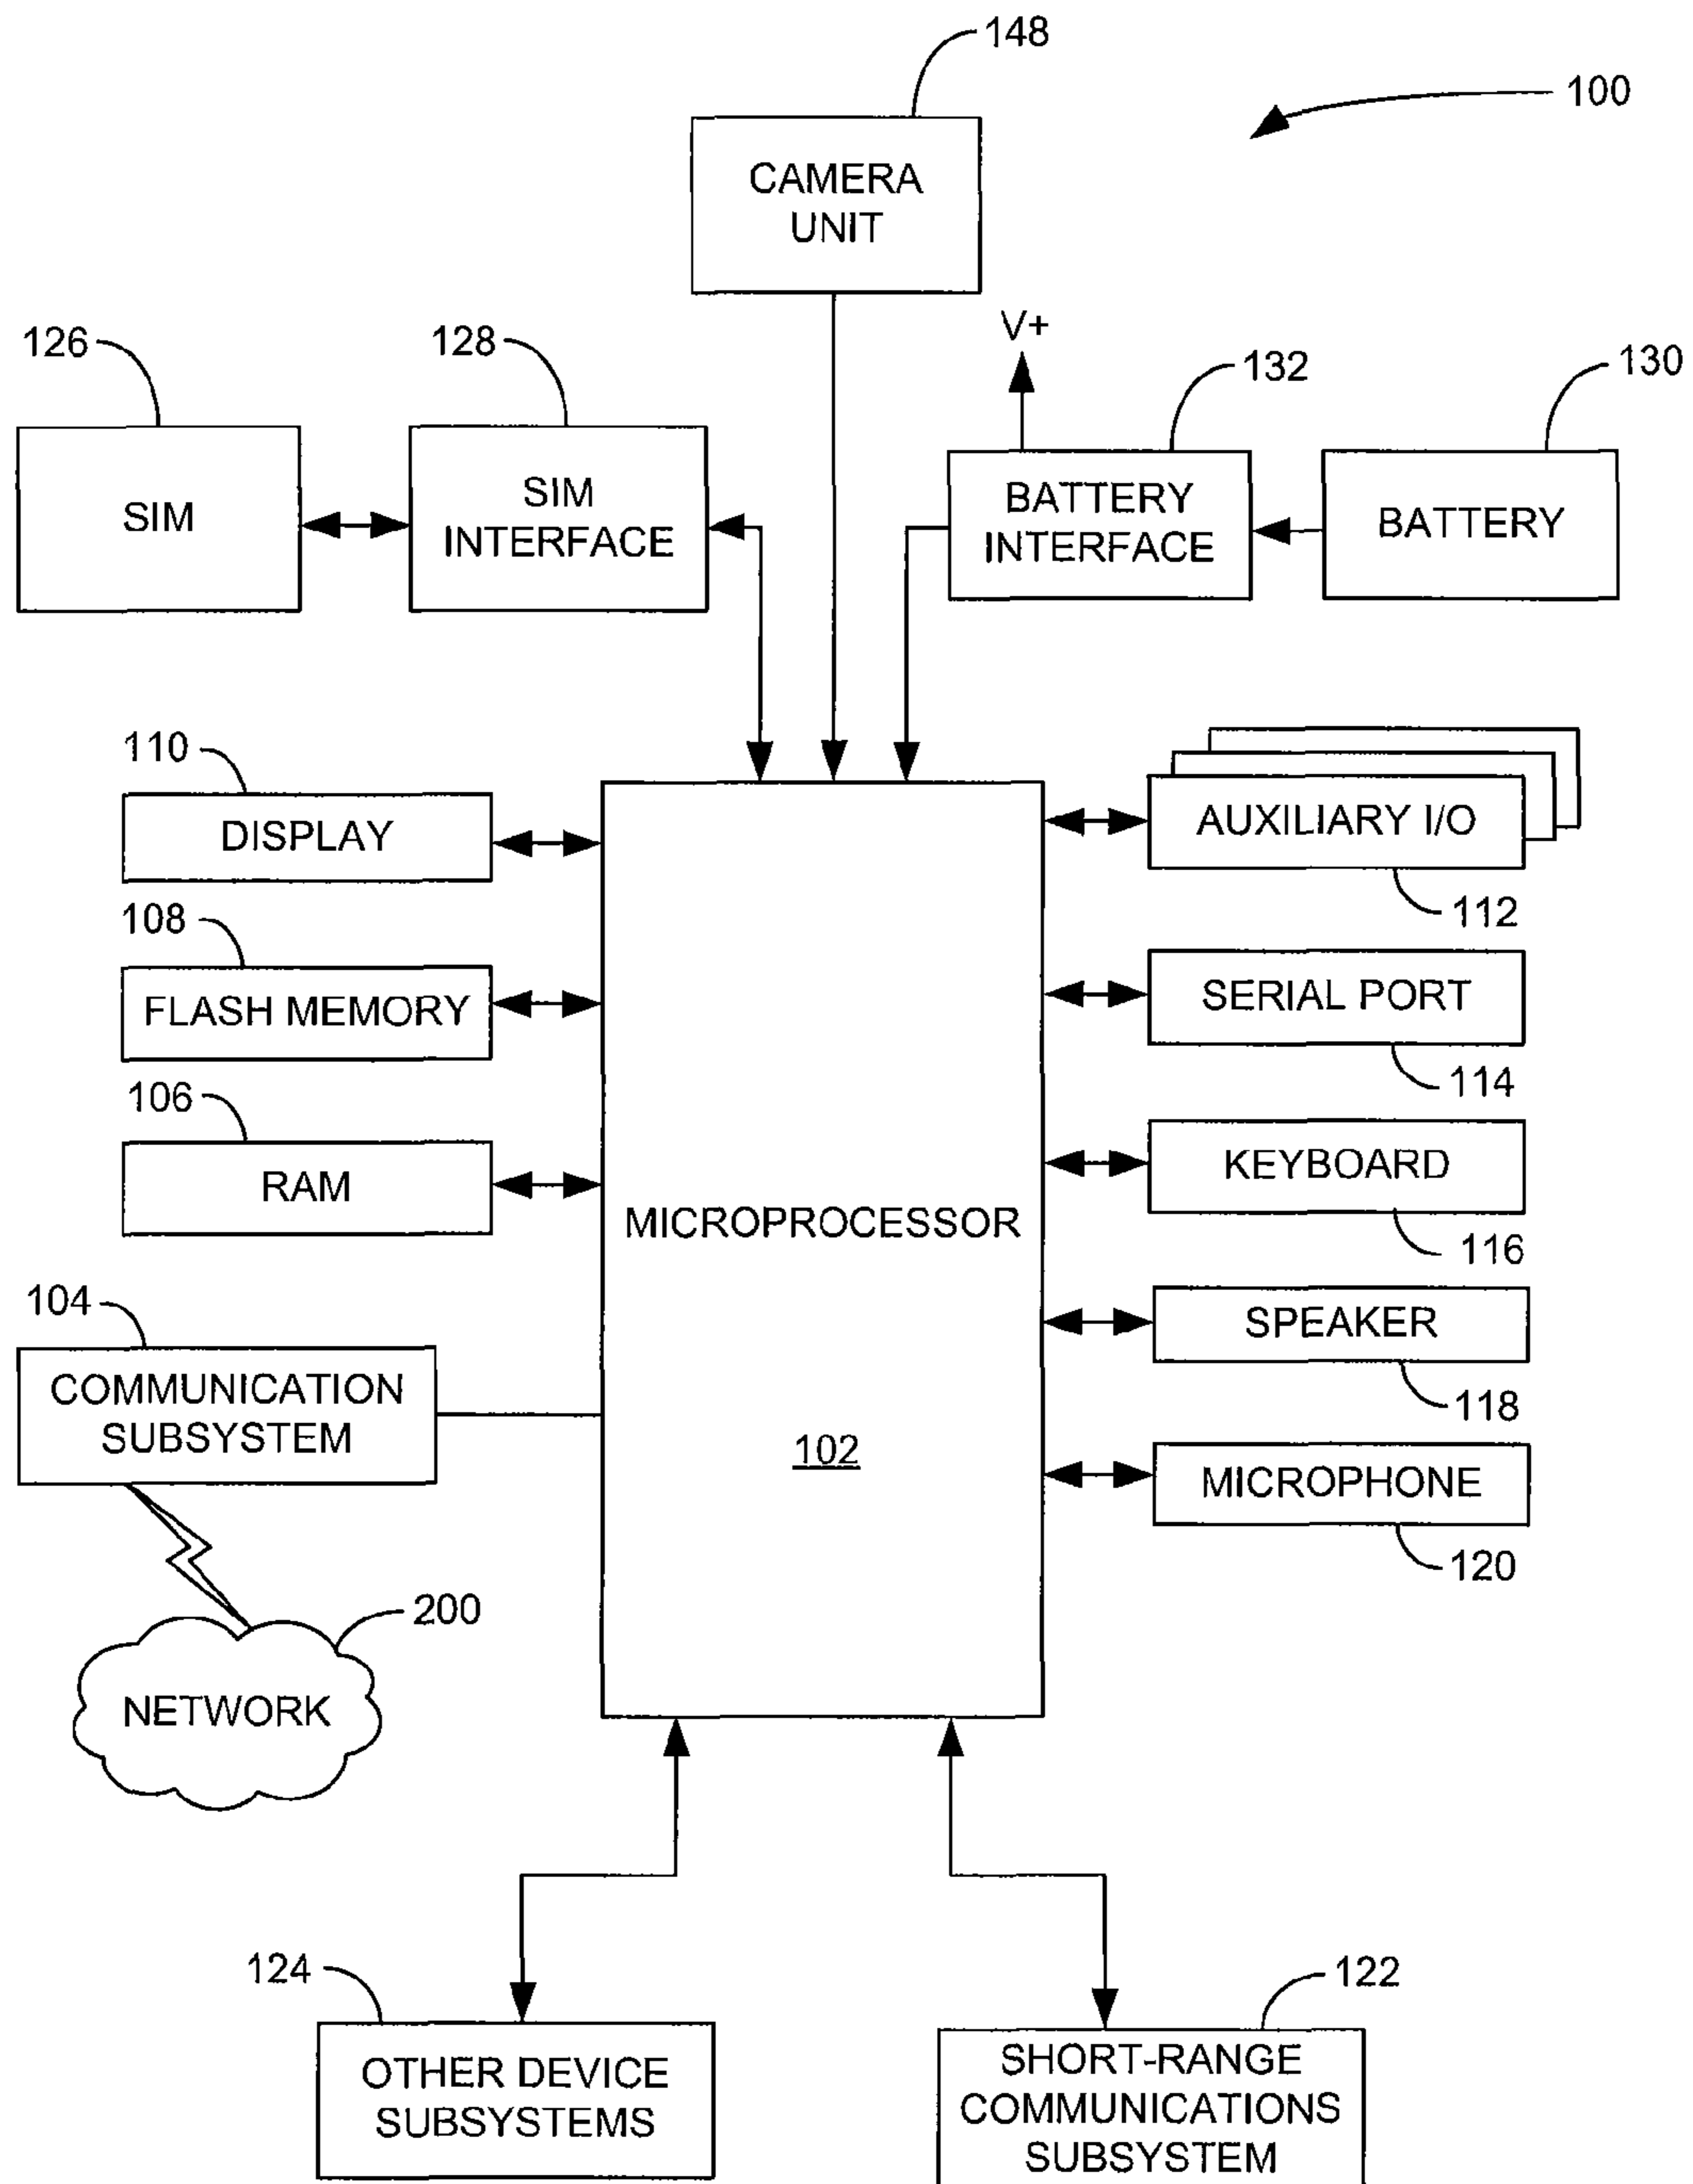 148
100
CAMERA
UNIT
V+
126
128
132
130
SIM
SIM
INTERFACE
BATTERY
INTERFACE
BATTERY
110
DISPLAY
AUXILIARY I/O
112
108
FLASH MEMORY
SERIAL PORT
114
106
RAM
KEYBOARD
116
MICROPROCESSOR
102
104
COMMUNICATION
SUBSYSTEM
SPEAKER
118
MICROPHONE
120
200
NETWORK
124
OTHER DEVICE
SUBSYSTEMS
122
SHORT-RANGE
COMMUNICATIONS
SUBSYSTEM